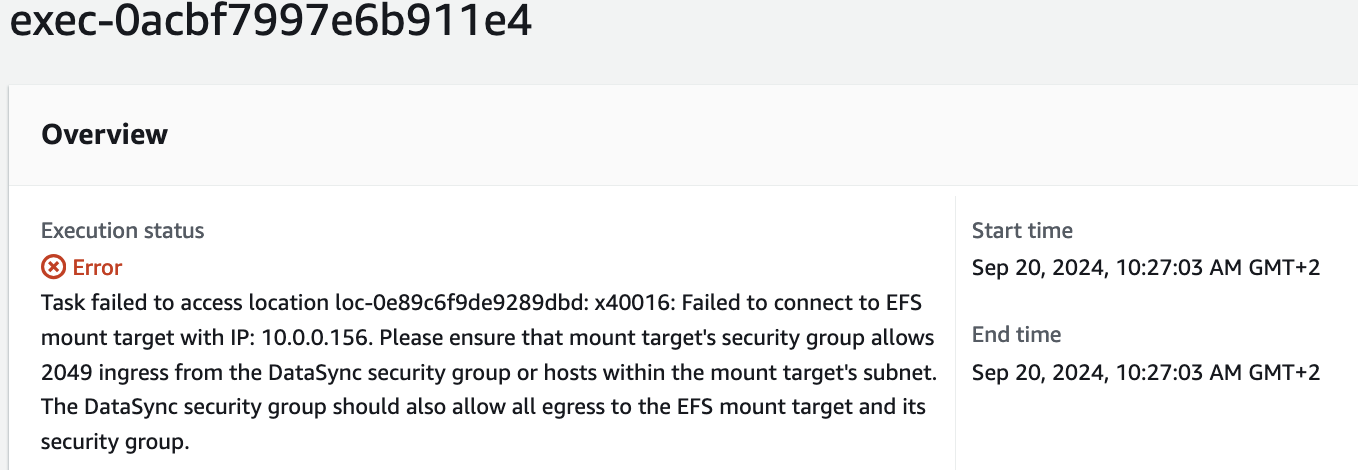 exec-0acbf7997e6b911e4
Overview
Execution status
Error
Task failed to access location loc-0e89c6f9de9289dbd: x40016: Failed to connect to EFS
mount target with IP: 10.0.0.156. Please ensure that mount target's security group allows
2049 ingress from the DataSync security group or hosts within the mount target's subnet.
The DataSync security group should also allow all egress to the EFS mount target and its
security group.
Start time
Sep 20, 2024, 10:27:03 AM GMT+2
End time
Sep 20, 2024, 10:27:03 AM GMT+2